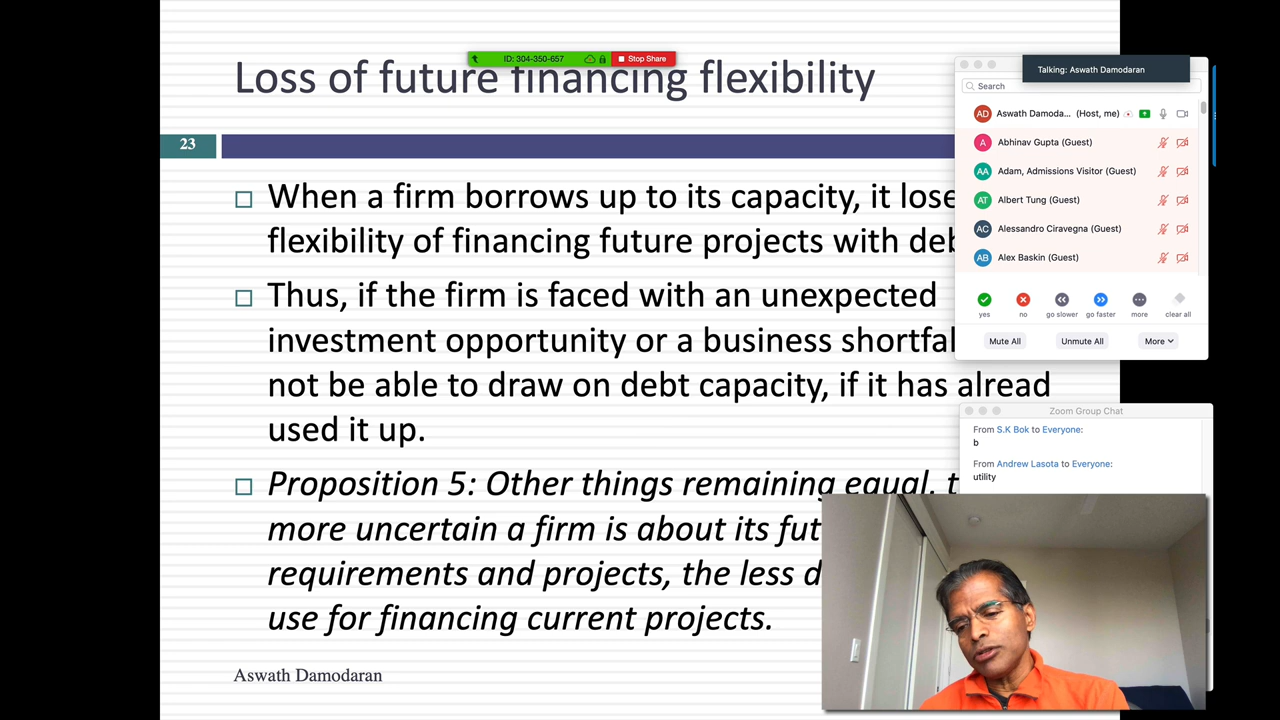 ID: 304-350-657
Stop Share
Loss of future financing flexibility
23
When a firm borrows up to its capacity, it lose
flexibility of financing future projects with deb
Thus, if the firm is faced with an unexpected
investment opportunity or a business shortfal
not be able to draw on debt capacity, if it has alread
used it up.
Proposition 5: Other things remaining equal, t
more uncertain a firm is about its fut
requirements and projects, the less d
use for financing current projects.
Aswath Damodaran
Talking: Aswath Damodaran
Search
AD Aswath Damoda... (Host, me)
A Abhinav Gupta (Guest)
AA Adam, Admissions Visitor (Guest)
AT Albert Tung (Guest)
AC Alessandro Ciravegna (Guest)
AB Alex Baskin (Guest)
yes no go slower go faster more clear all
Mute All Unmute All More
Zoom Group Chat
From S.K Bok to Everyone:
b
From Andrew Lasota to Everyone:
utility